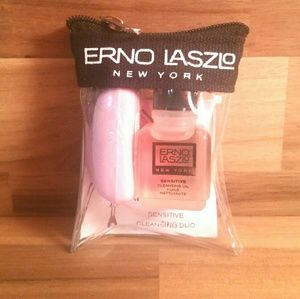 ERNO LASZLO
NEW YORK
ERNO
LASZLO
NEW YORK
SENSITIVE
CLEANSING OIL
HUILE
NETTOYANTE
SENSITIVE
CLEANSING DUO